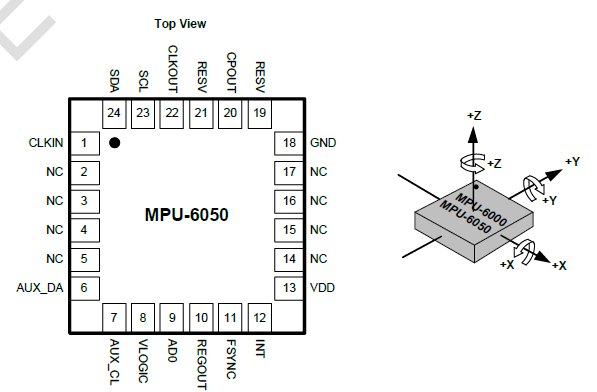 Top View
SDA
SCL
CLKOUT
RESV
CPOUT
RESV
24 23 22 21 20 19
CLKIN 1
NC 2
NC 3
NC 4
NC 5
AUX_DA 6
MPU-6050
18 GND
17 NC
16 NC
15 NC
14 NC
13 VDD
7 8 9 10 11 12
AUX_CL
VLOGIC
AD0
REGOUT
FSYNC
INT
+Z
+Z
+Y
+Y
MPU-6000
MPU-6050
+X
+X